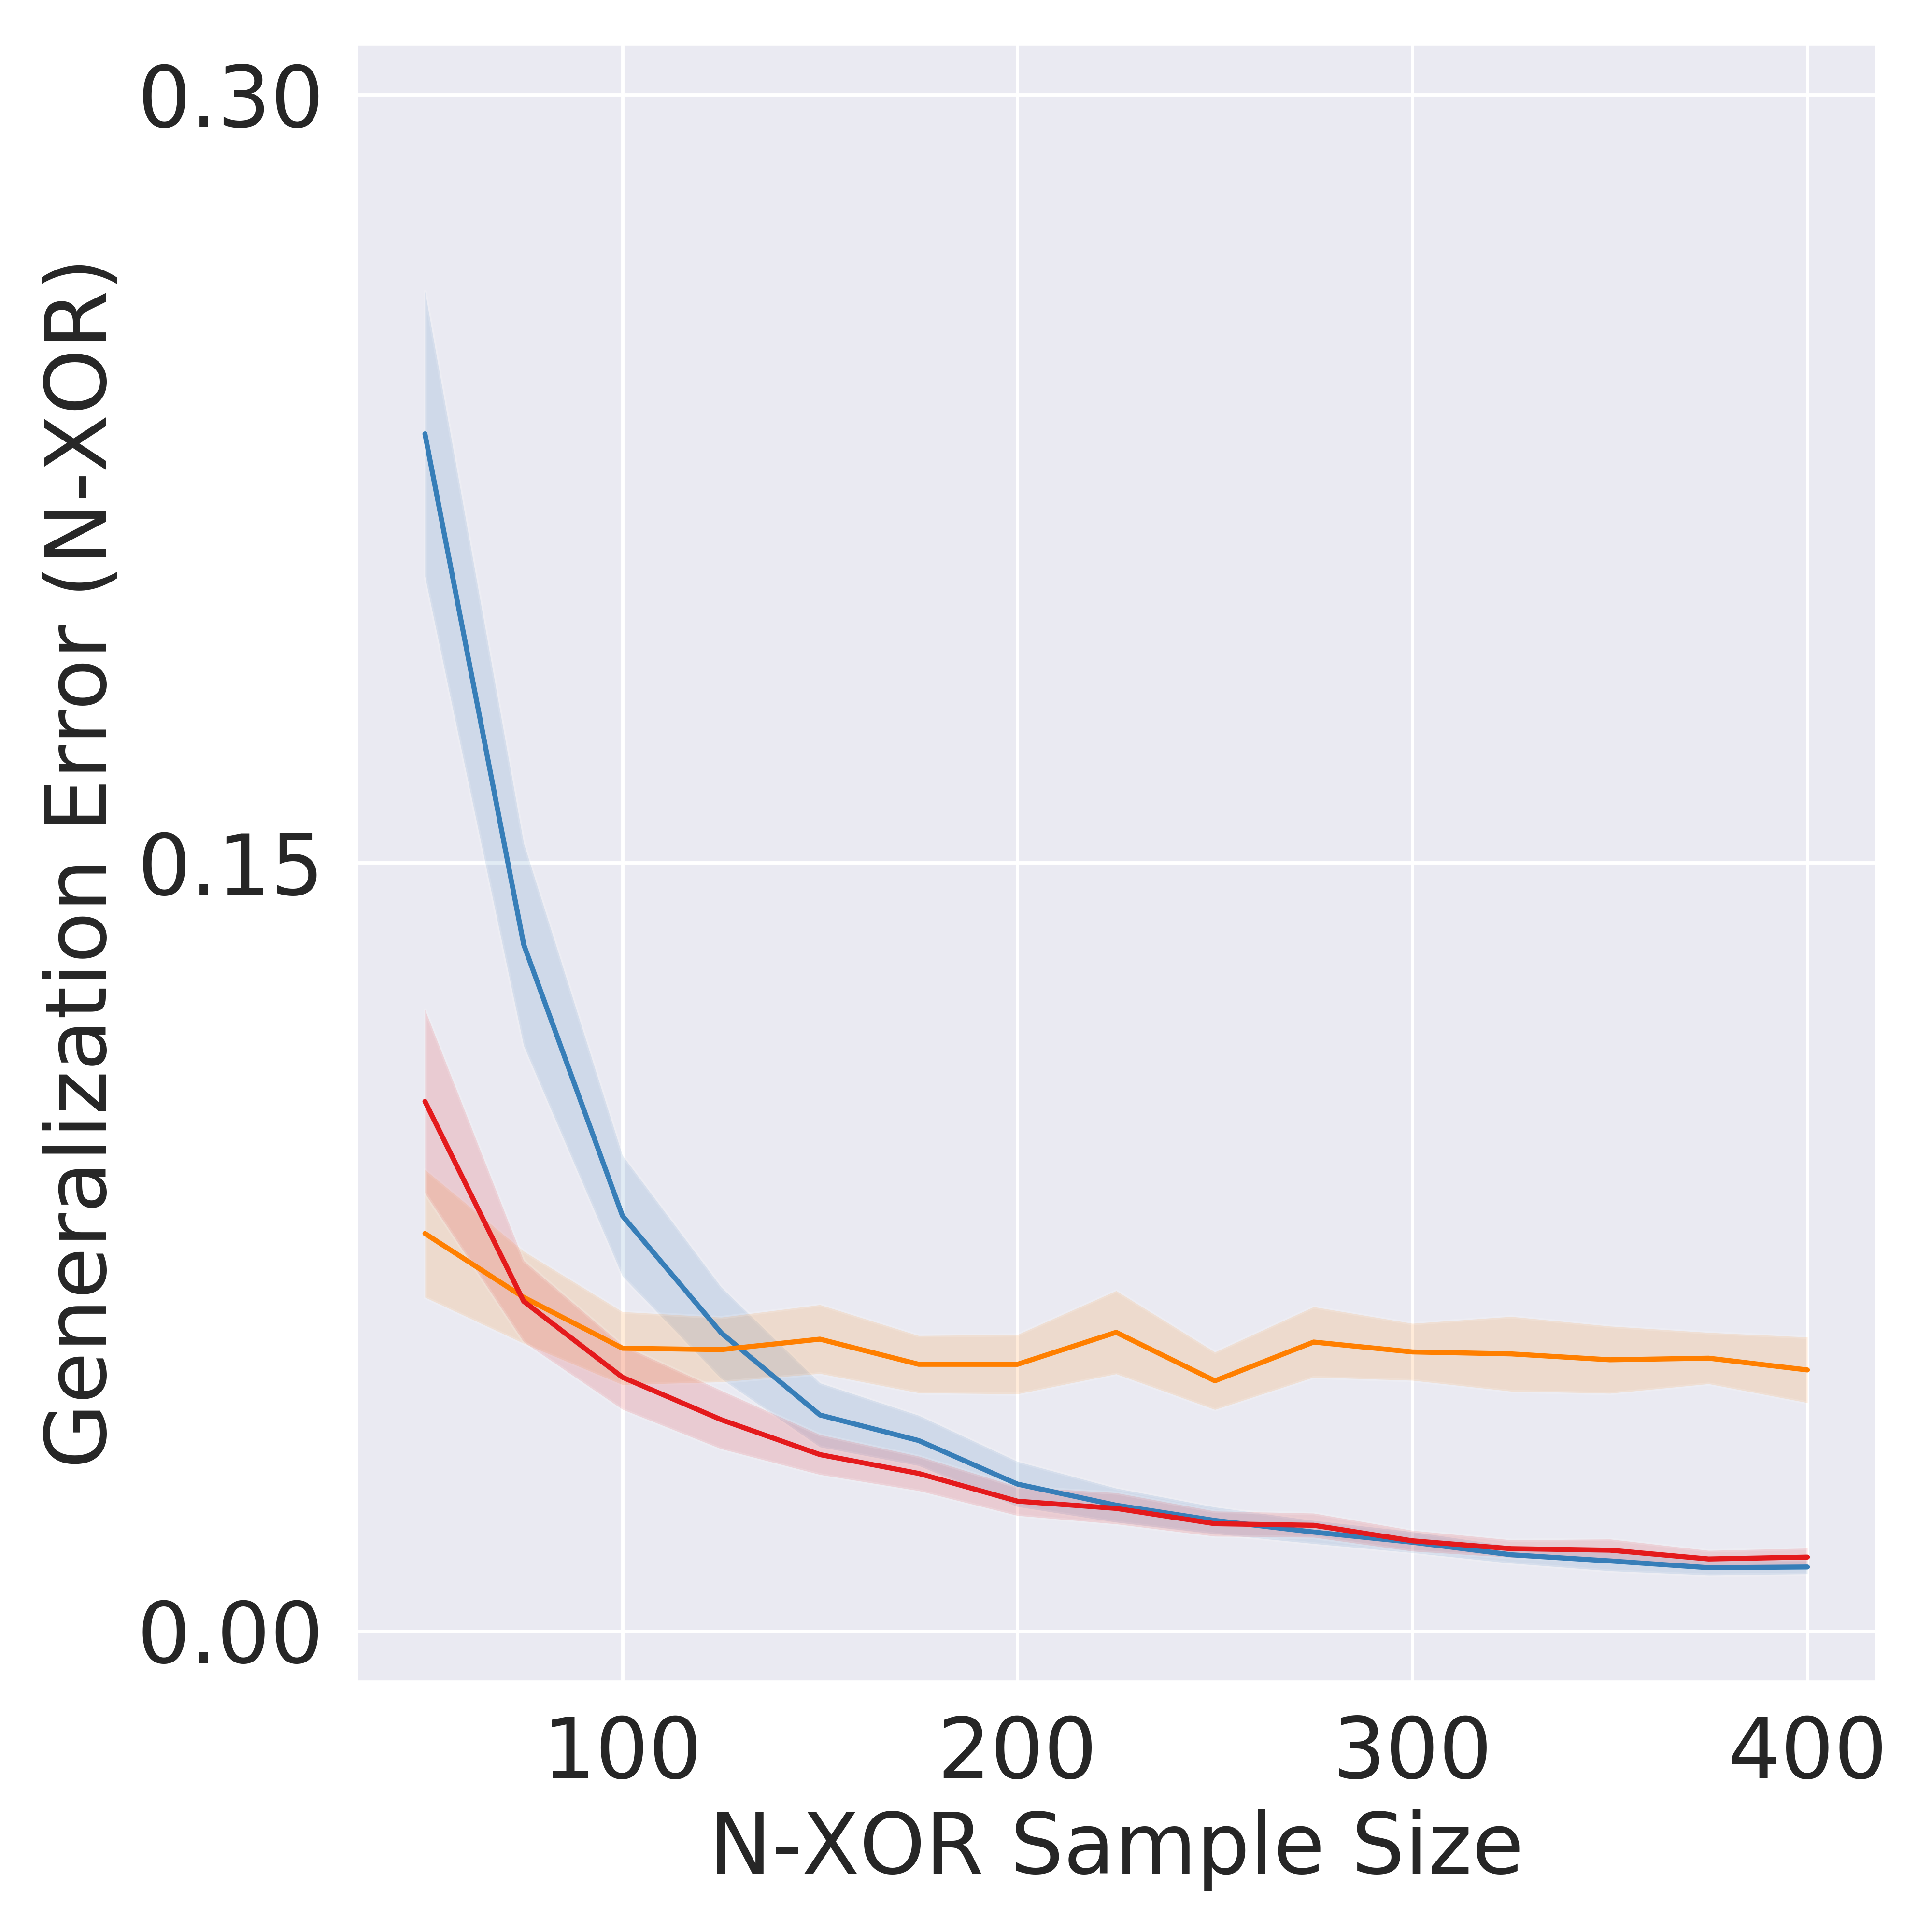 Generalization Error (N-XOR)
0.30
0.15
0.00
100 200 300 400
N-XOR Sample Size